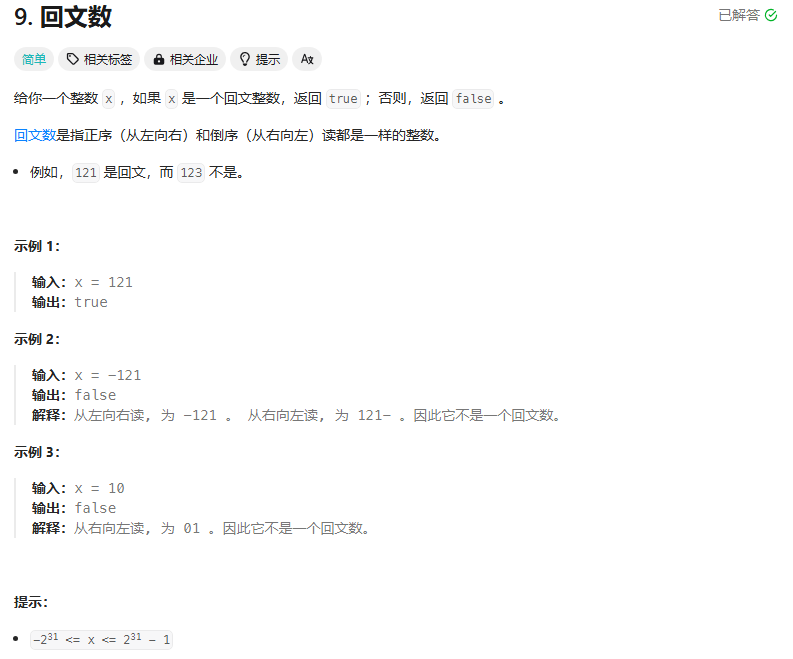 9. 回文数
已解答
简单 相关标签 相关企业 提示 Aあ
给你一个整数 x ，如果 x 是一个回文整数，返回 true ；否则，返回 false 。
回文数是指正序（从左向右）和倒序（从右向左）读都是一样的整数。
例如，121 是回文，而 123 不是。
示例 1：
输入：x = 121
输出：true
示例 2：
输入：x = -121
输出：false
解释：从左向右读, 为 -121 。 从右向左读, 为 121- 。因此它不是一个回文数。
示例 3：
输入：x = 10
输出：false
解释：从右向左读, 为 01 。因此它不是一个回文数。
提示：
-2³¹ <= x <= 2³¹ - 1